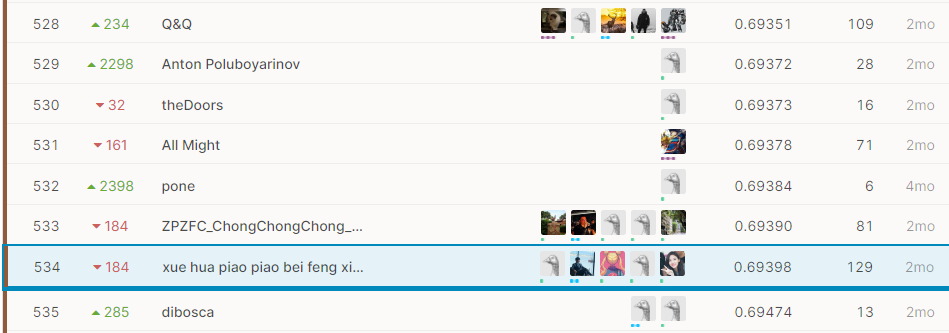 528 234 Q&Q 0.69351 109 2mo
529 2298 Anton Poluboyarinov 0.69372 28 2mo
530 32 theDoors 0.69373 16 2mo
531 161 All Might 0.69378 71 2mo
532 2398 pone 0.69384 6 4mo
533 184 ZPZFC_ChongChongChong_... 0.69390 81 2mo
534 184 xue hua piao piao bei feng xi... 0.69398 129 2mo
535 285 dibosca 0.69474 13 2mo